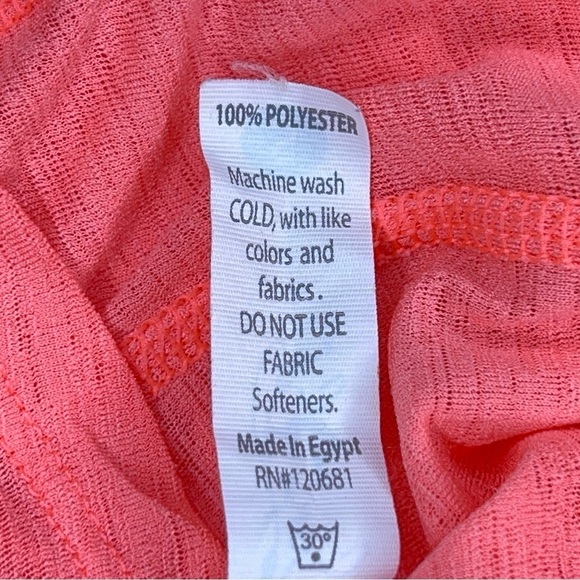 100% POLYESTER
Machine wash
COLD, with like
colors and
fabrics.
DO NOT USE
FABRIC
Softeners.
Made In Egypt
RN#120681
30°